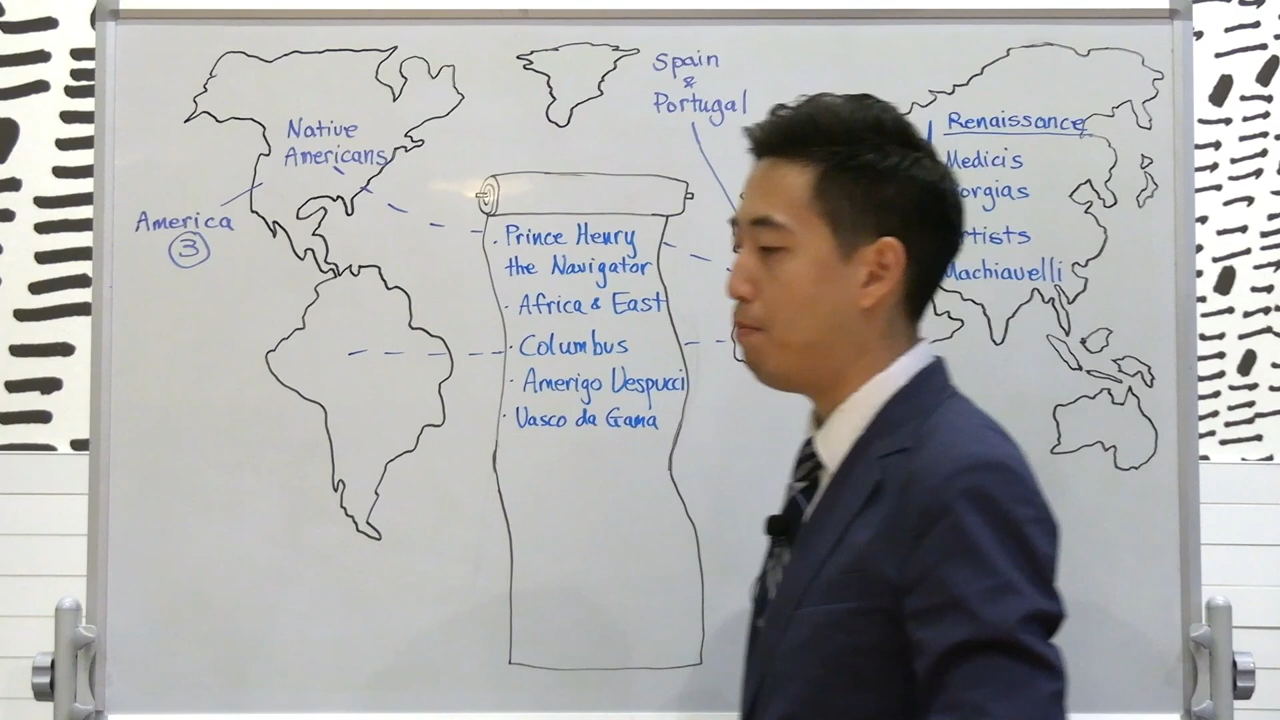 Spain
&
Portugal
Native
Americans
America
3
· Prince Henry
the Navigator
· Africa & East
· Columbus
· Amerigo Vespucci
· Vasco da Gama
Renaissance
Medicis
Machiavelli